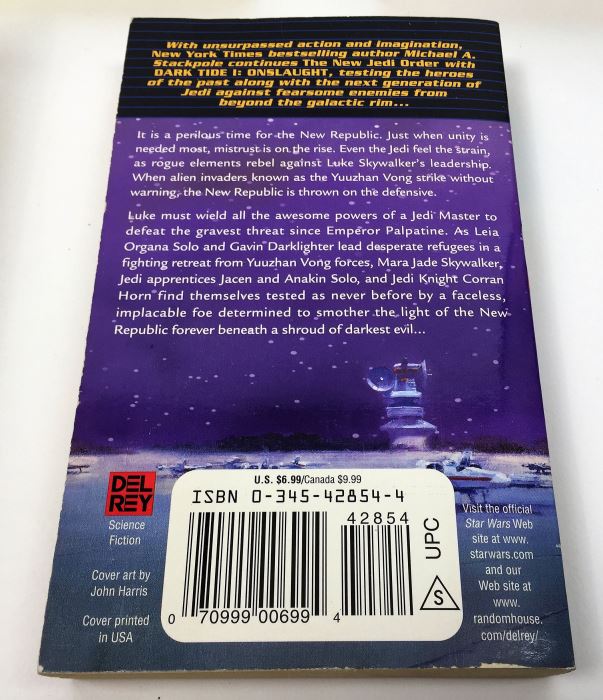 With unsurpassed action and imagination,
New York Times bestselling author Michael A.
Stackpole continues The New Jedi Order with
DARK TIDE I: ONSLAUGHT, testing the heroes
of the past along with the next generation of
Jedi against fearsome enemies from
beyond the galactic rim...
It is a perilous time for the New Republic. Just when unity is
needed most, mistrust is on the rise. Even the Jedi feel the strain,
as rogue elements rebel against Luke Skywalker's leadership.
When alien invaders known as the Yuuzhan Vong strike without
warning, the New Republic is thrown on the defensive.
Luke must wield all the awesome powers of a Jedi Master to
defeat the gravest threat since Emperor Palpatine. As Leia
Organa Solo and Gavin Darklighter lead desperate refugees in a
fighting retreat from Yuuzhan Vong forces, Mara Jade Skywalker,
Jedi apprentices Jacen and Anakin Solo, and Jedi Knight Corran
Horn find themselves tested as never before by a faceless,
implacable foe determined to smother the light of the New
Republic forever beneath a shroud of darkest evil...
DEL
REY
Science
Fiction
Cover art by
John Harris
Cover printed
in USA
U.S. $6.99/Canada $9.99
ISBN 0-345-42854-4
42854
0 70999 00699 4
UPC
S
Visit the official
Star Wars Web
site at www.
starwars.com
and our
Web site at
www.
randomhouse.
com/delrey/